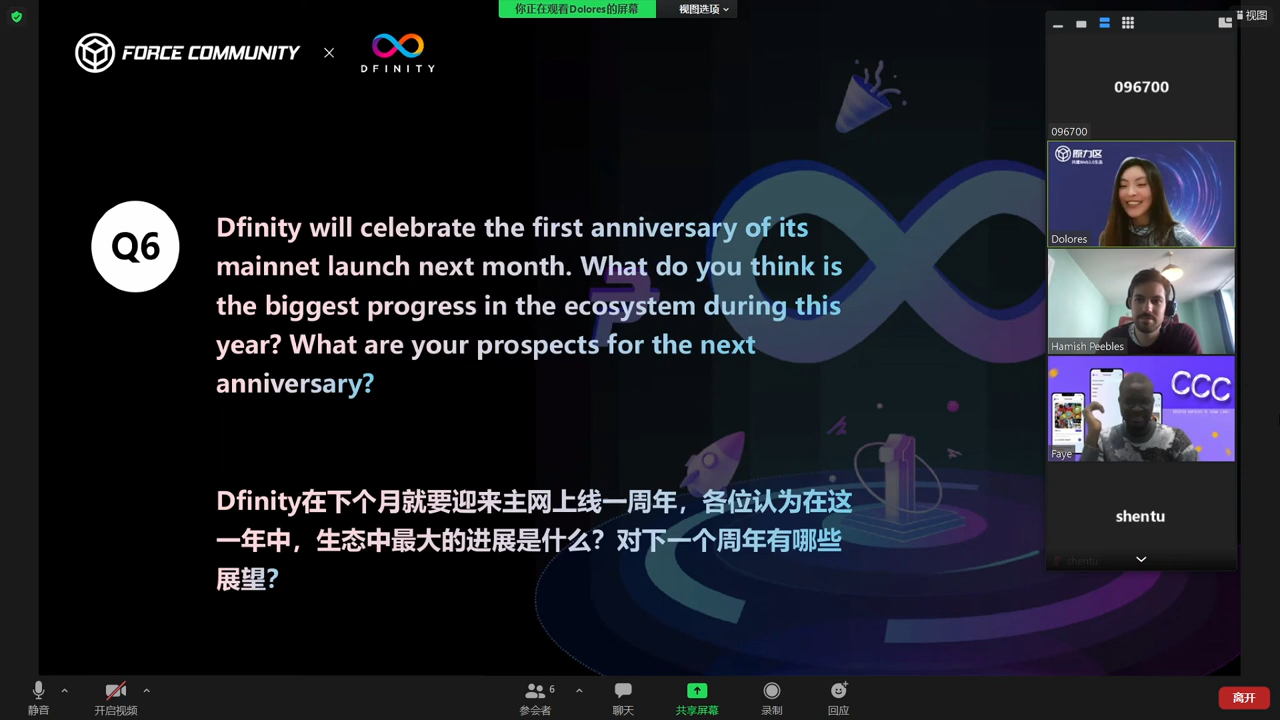 你正在观看Dolores的屏幕
视图选项
视图
FORCE COMMUNITY
×
DFINITY
096700
096700
原力区
Dolores
Hamish Peebles
CCC
Faye
shentu
shentu
Q6
Dfinity will celebrate the first anniversary of its
mainnet launch next month. What do you think is
the biggest progress in the ecosystem during this
year? What are your prospects for the next
anniversary?
Dfinity在下个月就要迎来主网上线一周年，各位认为在这
一年中，生态中最大的进展是什么？对下一个周年有哪些
展望？
静音
开启视频
参会者
6
聊天
共享屏幕
录制
回应
离开